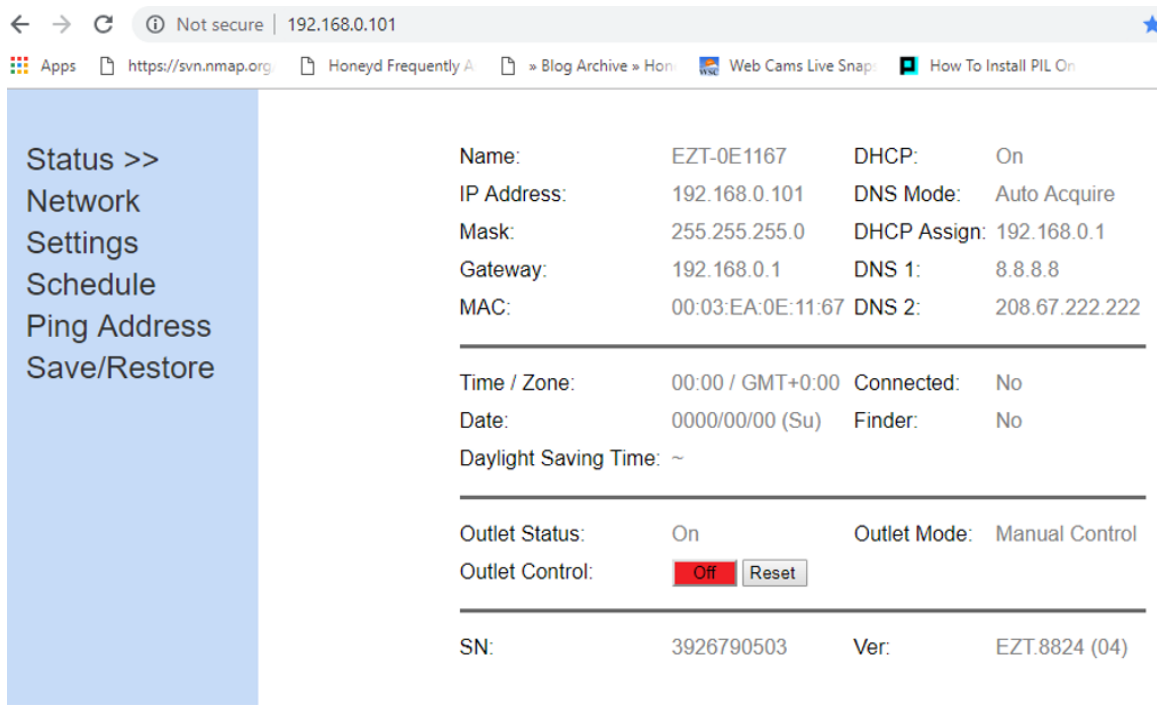 Not secure | 192.168.0.101
Apps https://svn.nmap.org/ Honeyd Frequently A » Blog Archive » Hon Web Cams Live Snap How To Install PIL On
Status >>
Network
Settings
Schedule
Ping Address
Save/Restore
Name: EZT-0E1167 DHCP: On
IP Address: 192.168.0.101 DNS Mode: Auto Acquire
Mask: 255.255.255.0 DHCP Assign: 192.168.0.1
Gateway: 192.168.0.1 DNS 1: 8.8.8.8
MAC: 00:03:EA:0E:11:67 DNS 2: 208.67.222.222
Time / Zone: 00:00 / GMT+0:00 Connected: No
Date: 0000/00/00 (Su) Finder: No
Daylight Saving Time: ~
Outlet Status: On Outlet Mode: Manual Control
Outlet Control: Off Reset
SN: 3926790503 Ver: EZT.8824 (04)